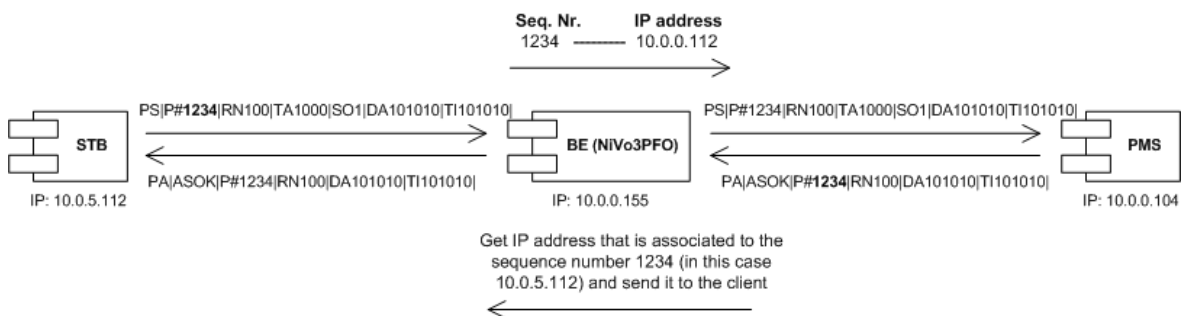 Seq. Nr. IP address
1234 --------- 10.0.0.112
PS|P#1234|RN100|TA1000|SO1|DA101010|TI101010|
PS|P#1234|RN100|TA1000|SO1|DA101010|TI101010|
STB
BE (NiVo3PFO)
PMS
PA|ASOK|P#1234|RN100|DA101010|TI101010|
PA|ASOK|P#1234|RN100|DA101010|TI101010|
IP: 10.0.5.112
IP: 10.0.0.155
IP: 10.0.0.104
Get IP address that is associated to the
sequence number 1234 (in this case
10.0.5.112) and send it to the client